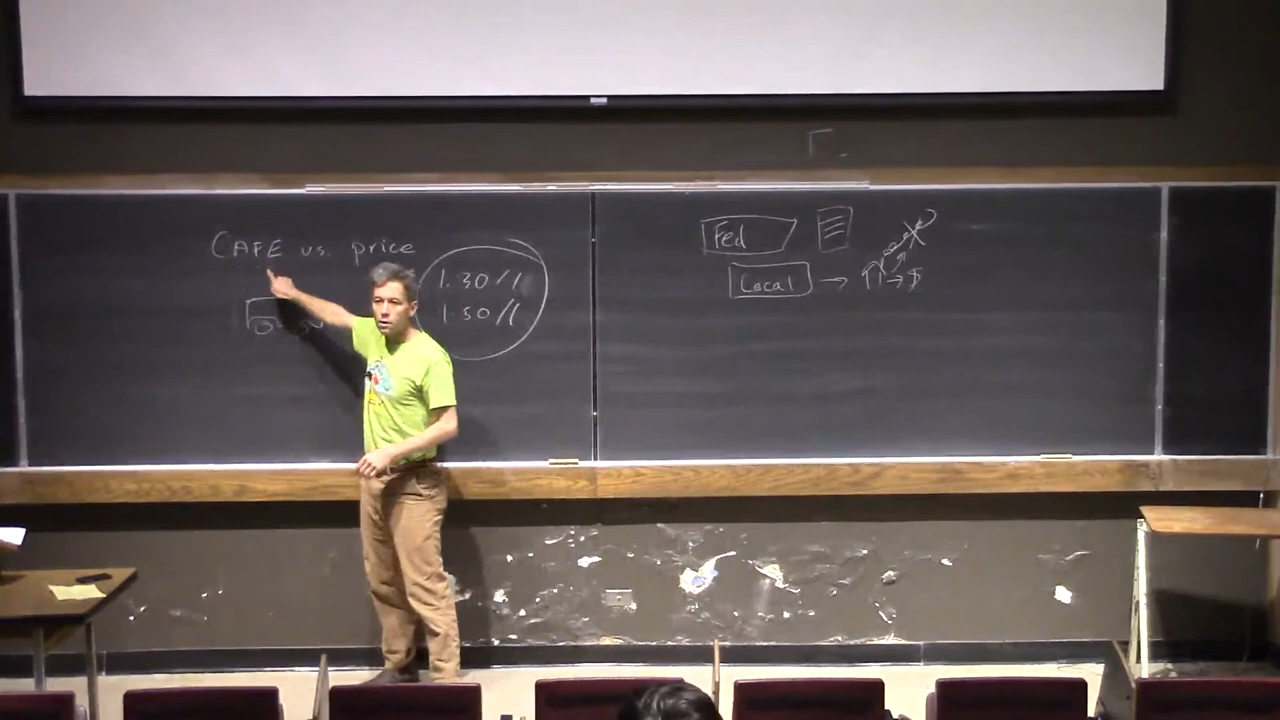 CAFE vs. price
1.30/l
1.50/l
Fed
Local → ↑↑→$